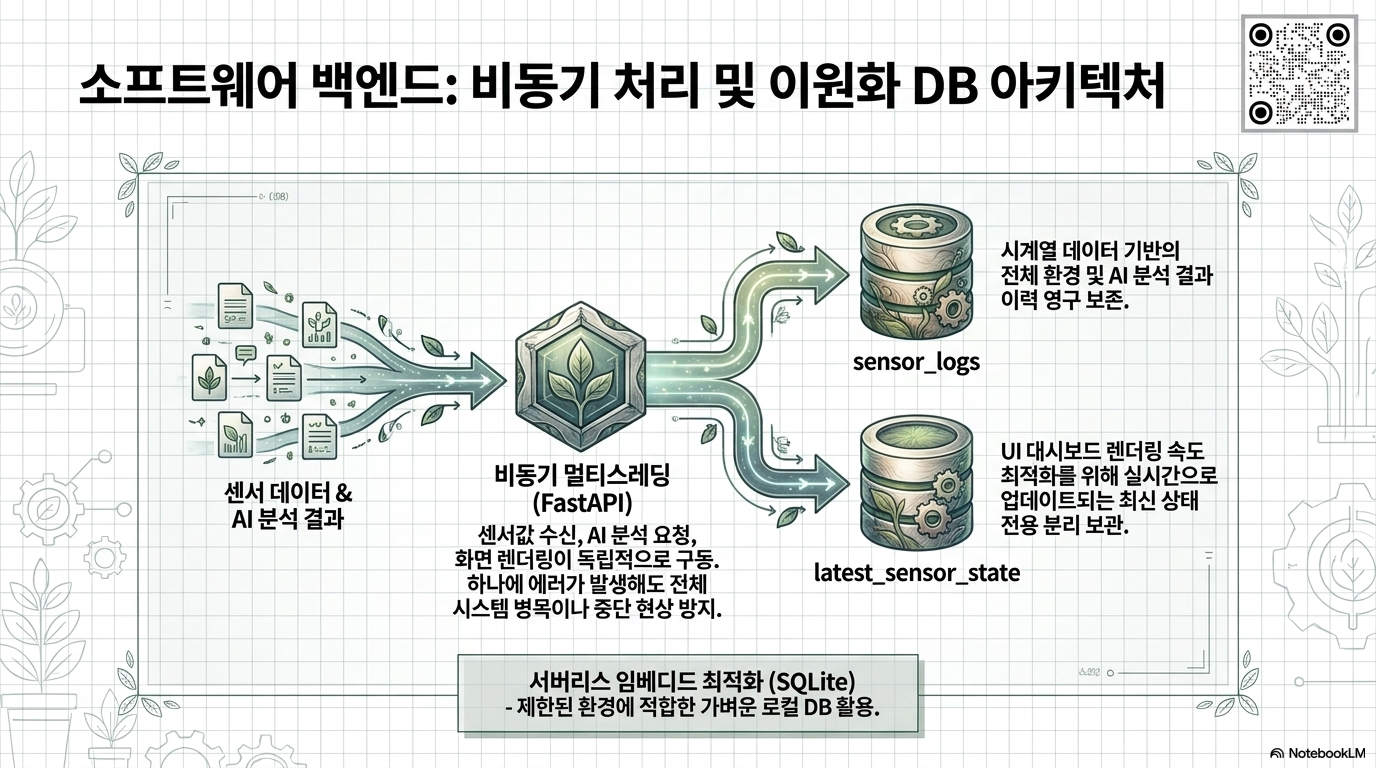 소프트웨어 백엔드: 비동기 처리 및 이원화 DB 아키텍처
시계열 데이터 기반의
전체 환경 및 AI 분석 결과
이력 영구 보존.
sensor_logs
센서 데이터 &
AI 분석 결과
비동기 멀티스레딩
(FastAPI)
센서값 수신, AI 분석 요청,
화면 렌더링이 독립적으로 구동.
하나에 에러가 발생해도 전체
시스템 병목이나 중단 현상 방지.
UI 대시보드 렌더링 속도
최적화를 위해 실시간으로
업데이트되는 최신 상태
전용 분리 보관.
latest_sensor_state
서버리스 임베디드 최적화 (SQLite)
- 제한된 환경에 적합한 가벼운 로컬 DB 활용.
NotebookLM